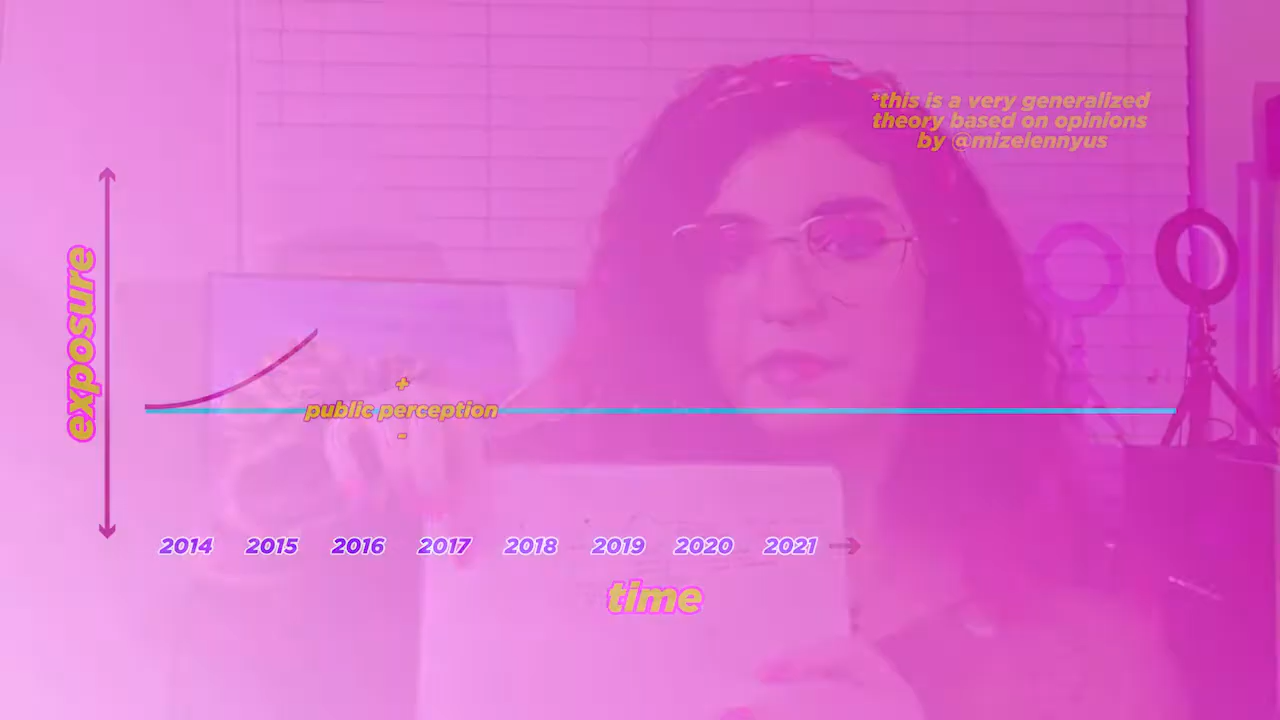 *this is a very generalized
theory based on opinions
by @mizelennyus
exposure
+
public perception
-
2014 2015 2016 2017 2018 2019 2020 2021
time